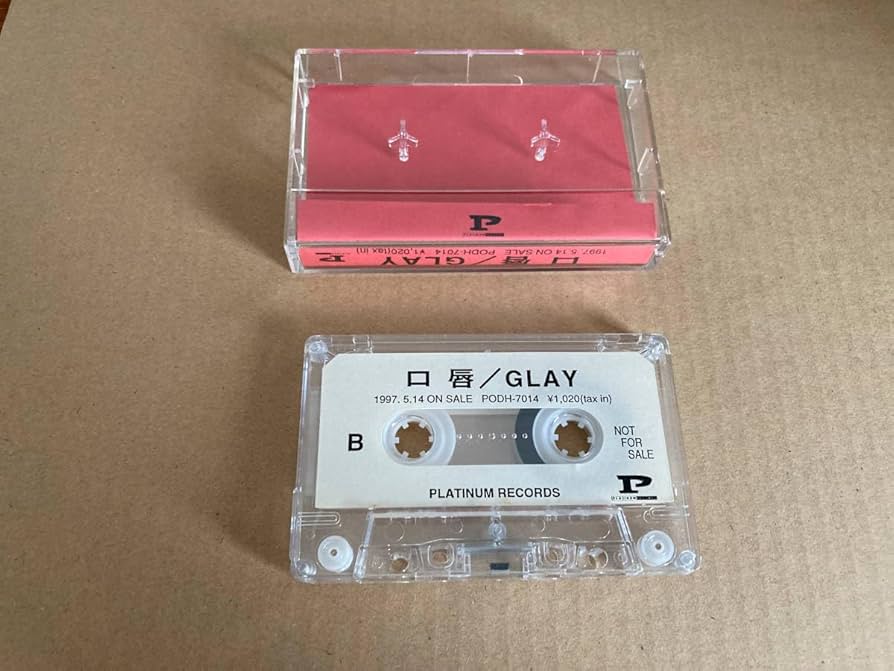 P
1997. 5.14 ON SALE PODH-7014 ¥1,020(tax in)
口唇／GLAY
P
口 唇／GLAY
1997. 5.14 ON SALE PODH-7014 ¥1,020(tax in)
B
NOT
FOR
SALE
P
PLATINUM RECORDS